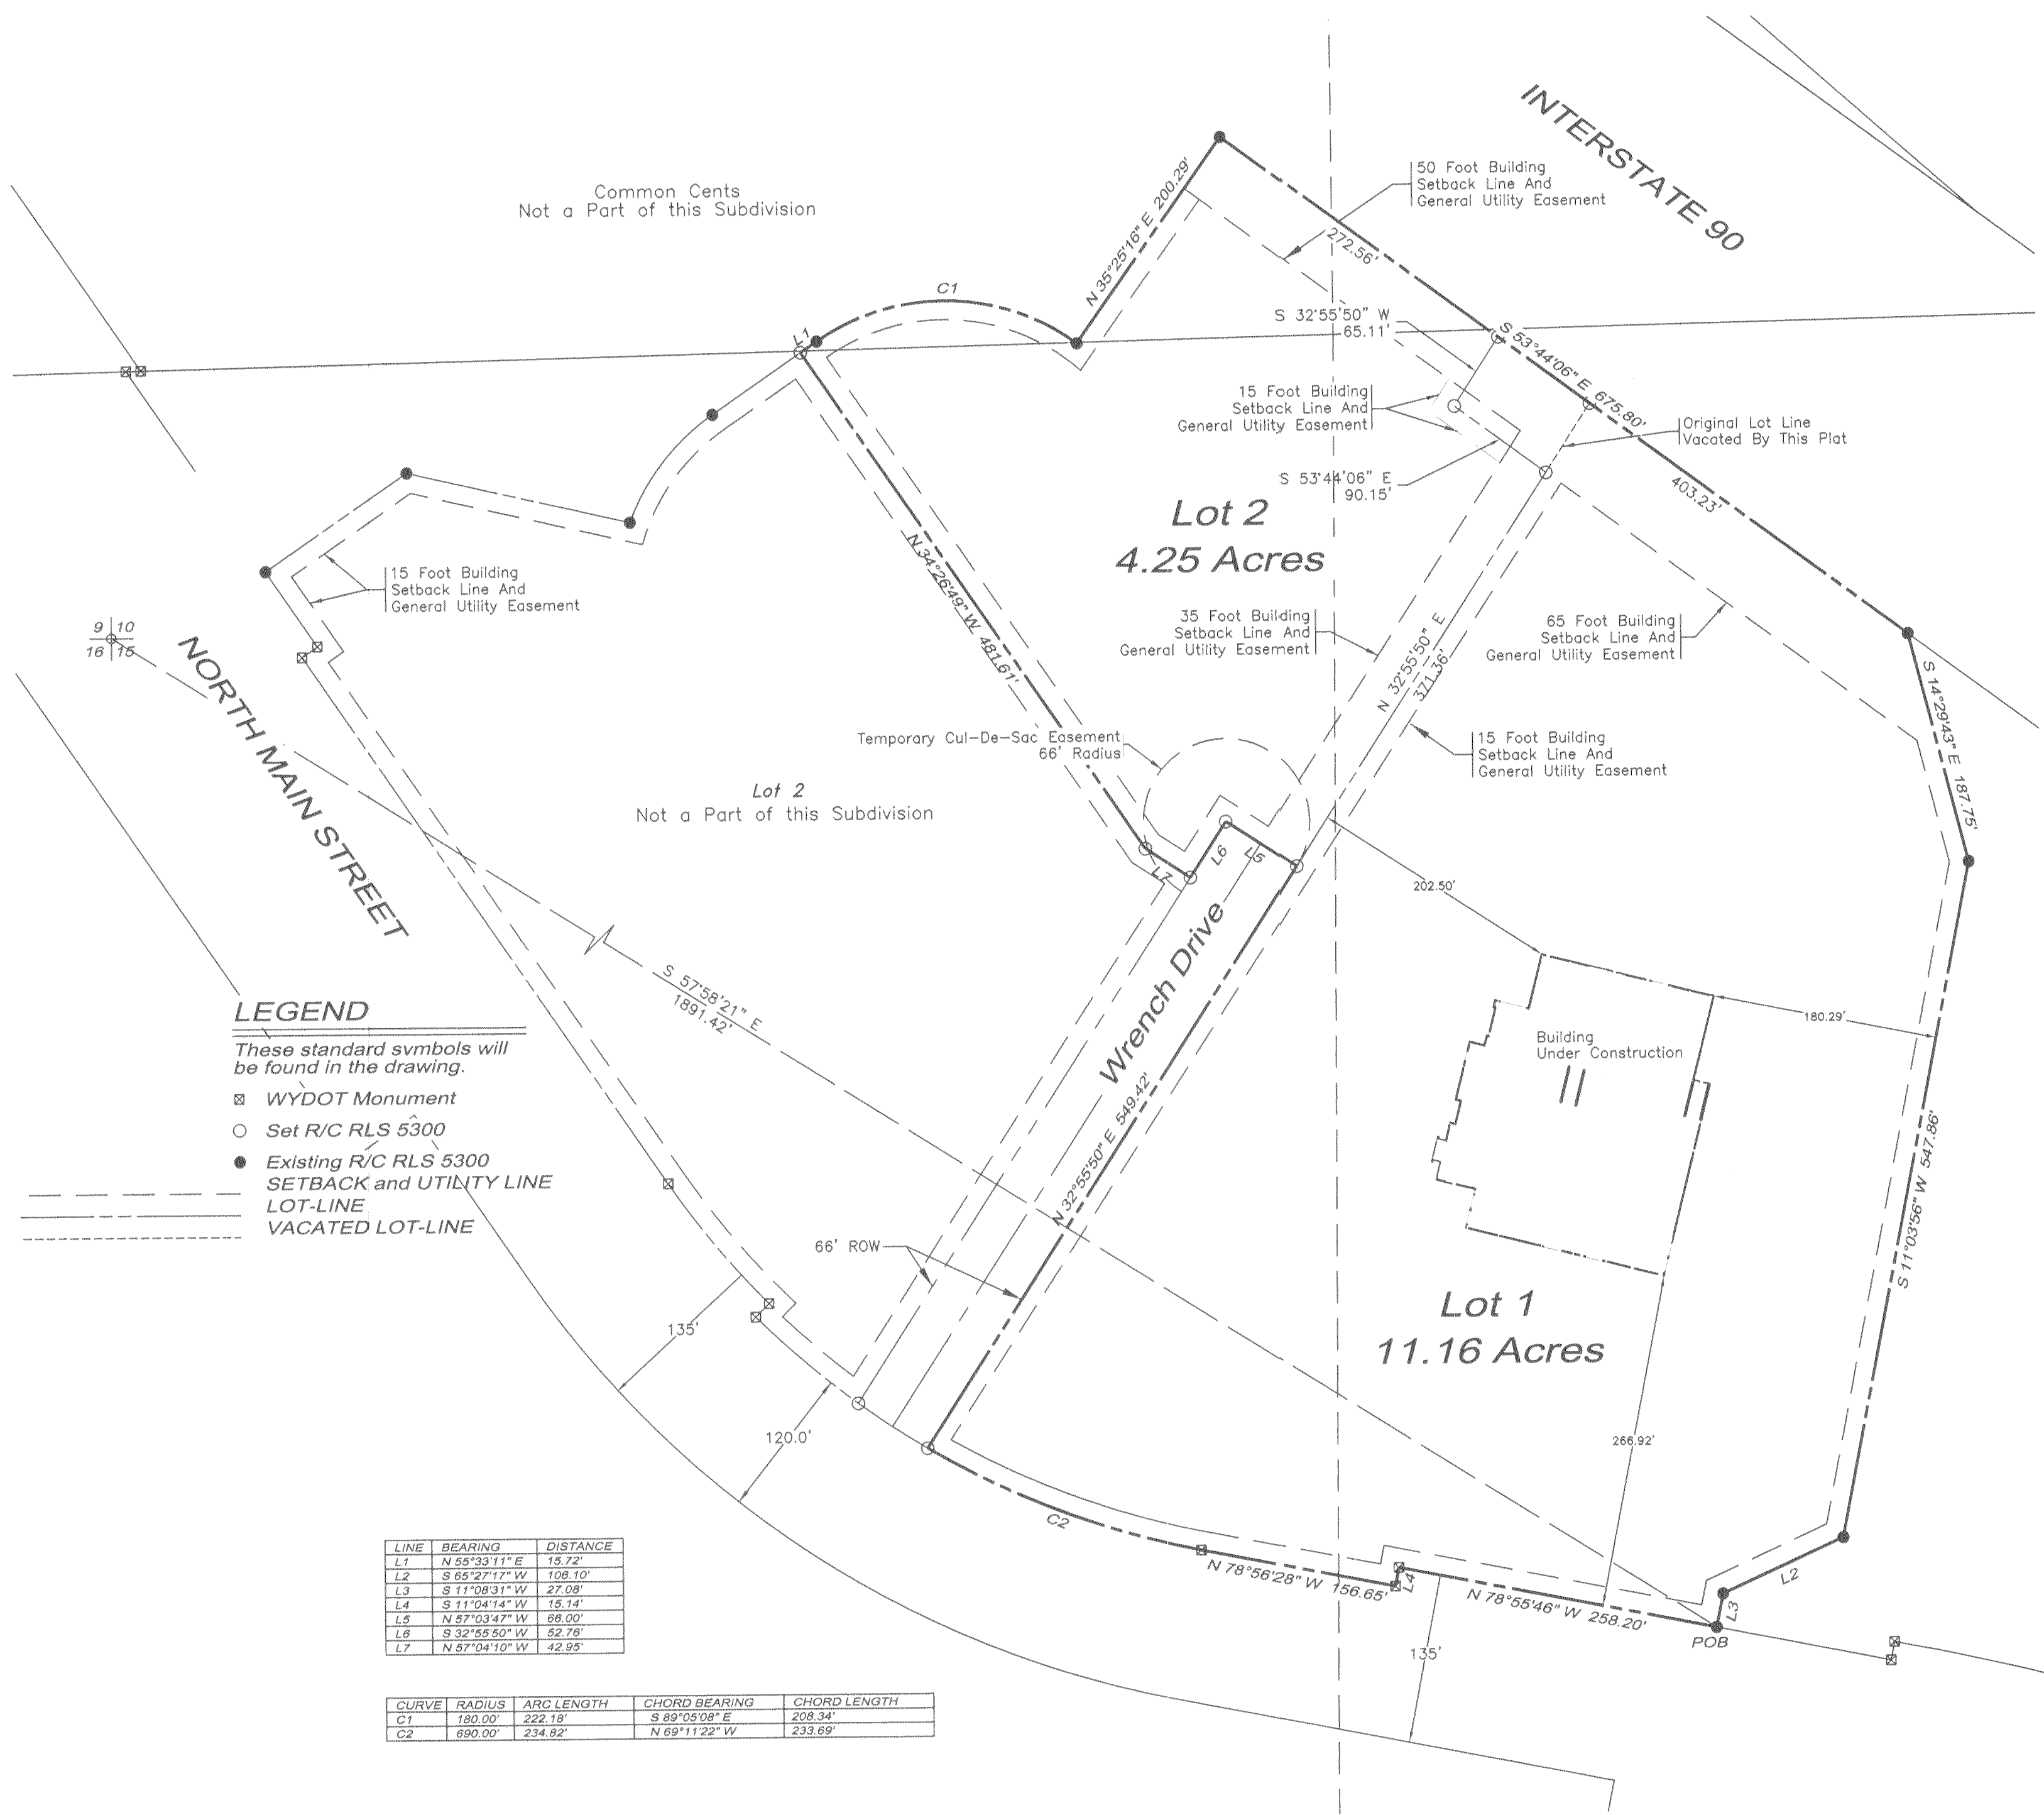 INTERSTATE 90
50 Foot Building
Setback Line And
General Utility Easement
Common Cents
Not a Part of this Subdivision
N 35°25'16" E 200.29'
272.56'
C1
L1
S 32°55'50" W
65.11'
S 53°44'06" E 675.80'
15 Foot Building
Setback Line And
General Utility Easement
Original Lot Line
Vacated By This Plat
S 53°44'06" E
90.15'
403.23'
Lot 2
4.25 Acres
N 34°26'49" W 481.61'
15 Foot Building
Setback Line And
General Utility Easement
9 10
16 15
NORTH MAIN STREET
35 Foot Building
Setback Line And
General Utility Easement
65 Foot Building
Setback Line And
General Utility Easement
N 32°55'50" E
371.36'
S 14°29'43" E 187.75'
Temporary Cul-De-Sac Easement
66' Radius
15 Foot Building
Setback Line And
General Utility Easement
Lot 2
Not a Part of this Subdivision
L6
L5
L7
202.50'
Wrench Drive
S 57°58'21" E
1891.42'
180.29'
Building
Under Construction
LEGEND
These standard symbols will
be found in the drawing.
WYDOT Monument
Set R/C RLS 5300
Existing R/C RLS 5300
SETBACK and UTILITY LINE
LOT-LINE
VACATED LOT-LINE
N 32°55'50" E 549.42'
S 11°03'56" W 547.86'
66' ROW
Lot 1
11.16 Acres
135'
120.0'
266.92'
C2
N 78°56'28" W 156.65'
L4
N 78°55'46" W 258.20'
L2
L3
POB
135'
LINE BEARING DISTANCE
L1 N 55°33'11" E 15.72'
L2 S 65°27'17" W 106.10'
L3 S 11°08'31" W 27.08'
L4 S 11°04'14" W 15.14'
L5 N 57°03'47" W 66.00'
L6 S 32°55'50" W 52.76'
L7 N 57°04'10" W 42.95'
CURVE RADIUS ARC LENGTH CHORD BEARING CHORD LENGTH
C1 180.00' 222.18' S 89°05'08" E 208.34'
C2 690.00' 234.82' N 69°11'22" W 233.69'